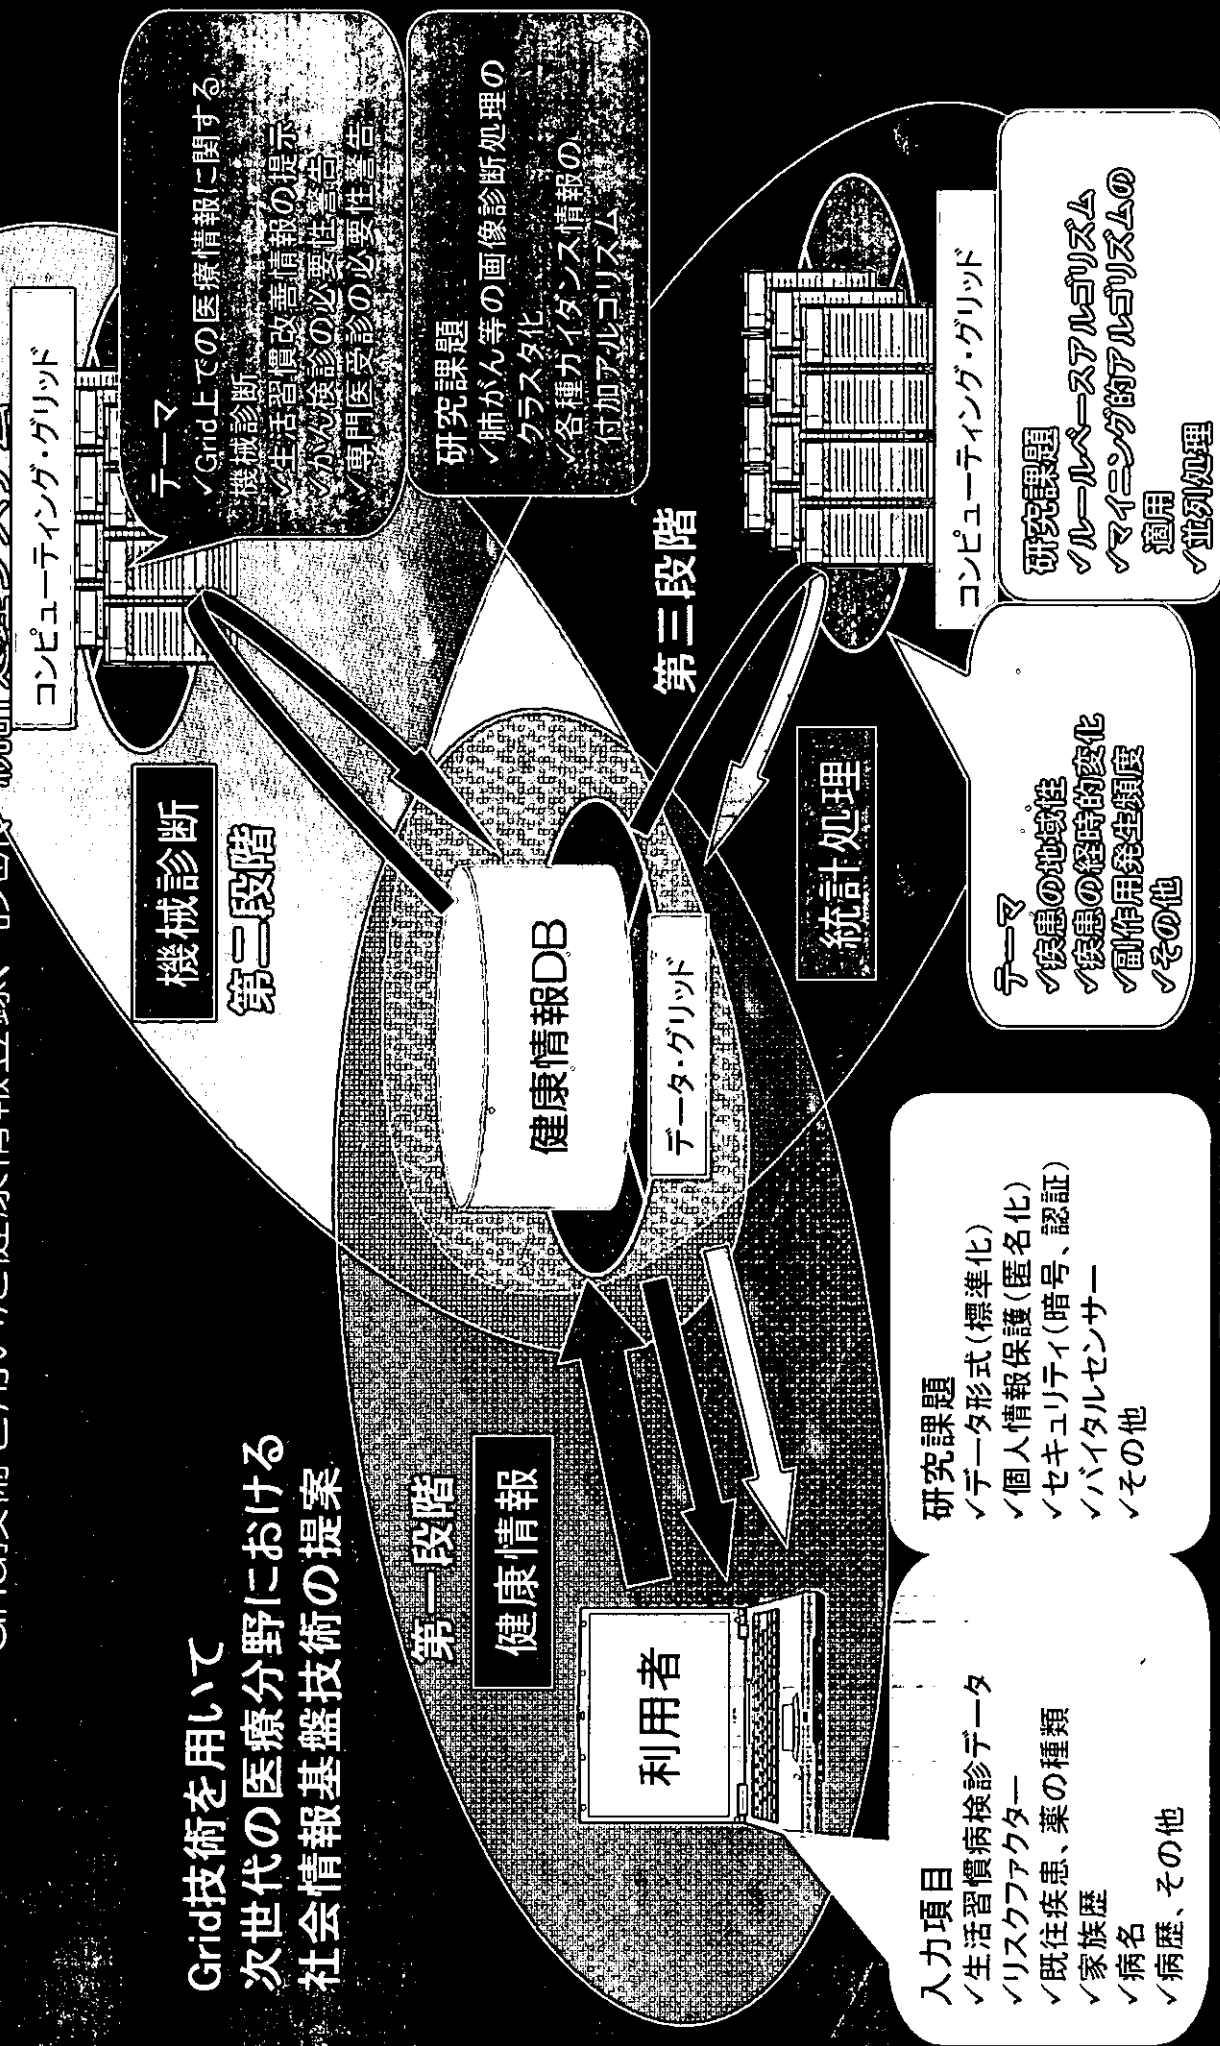 Grid技術を用いて
次世代の医療分野における
社会情報基盤技術の提案
コンピューティング・グリッド
テーマ
✓Grid上での医療情報に関する
機械診断
✓生活習慣改善情報の提示
✓がん検診の必要性警告
✓専門医受診の必要性警告
研究課題
✓肺がん等の画像診断処理の
クラスタ化
✓各種ガイダンス情報の
付加アルゴリズム
機械診断
第二段階
第一段階
健康情報
利用者
健康情報DB
データ・グリッド
第三段階
統計処理
コンピューティング・グリッド
入力項目
✓生活習慣病検診データ
✓リスクファクター
✓既往疾患、薬の種類
✓家族歴
✓病名
✓病歴、その他
研究課題
✓データ形式(標準化)
✓個人情報保護(匿名化)
✓セキュリティ(暗号、認証)
✓バイタルセンサー
✓その他
テーマ
✓疾患の地域性
✓疾患の経時的変化
✓副作用発生頻度
✓その他
研究課題
✓ルールベースアルゴリズム
✓マイニング的アルゴリズムの
適用
✓並列処理